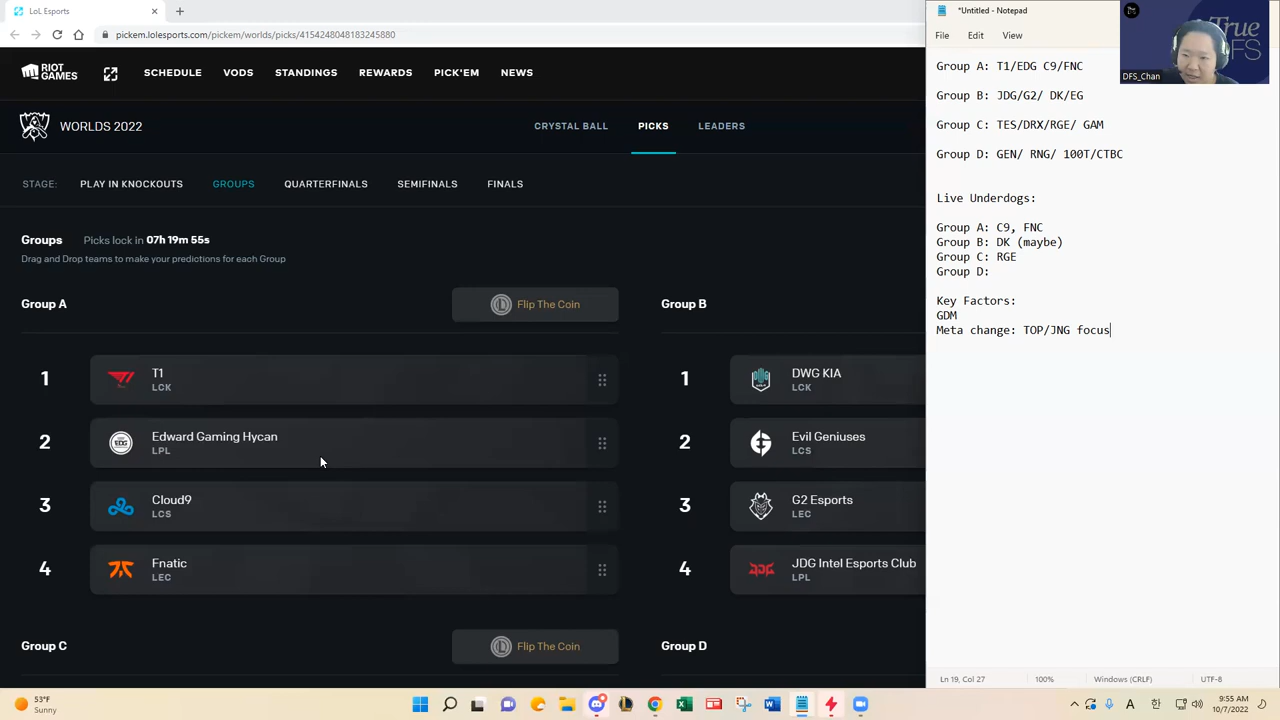 LoL Esports
pickem.lolesports.com/pickem/worlds/picks/4154248048183245880
RIOT GAMES
SCHEDULE VODS STANDINGS REWARDS PICK'EM NEWS
WORLDS 2022
CRYSTAL BALL PICKS LEADERS
STAGE: PLAY IN KNOCKOUTS GROUPS QUARTERFINALS SEMIFINALS FINALS
Groups Picks lock in 07h 19m 55s
Drag and Drop teams to make your predictions for each Group
Group A Flip The Coin
1 T1
LCK
2 Edward Gaming Hycan
LPL
3 Cloud9
LCS
4 Fnatic
LEC
Group B
1 DWG KIA
LCK
2 Evil Geniuses
LCS
3 G2 Esports
LEC
4 JDG Intel Esports Club
LPL
Group C Flip The Coin
Group D
*Untitled - Notepad
File Edit View
True
DFS
DFS_Chan
Group A: T1/EDG C9/FNC
Group B: JDG/G2/ DK/EG
Group C: TES/DRX/RGE/ GAM
Group D: GEN/ RNG/ 100T/CTBC
Live Underdogs:
Group A: C9, FNC
Group B: DK (maybe)
Group C: RGE
Group D:
Key Factors:
GDM
Meta change: TOP/JNG focus
Ln 19, Col 27 100% Windows (CRLF) UTF-8
53°F
Sunny
A 한
9:55 AM
10/7/2022